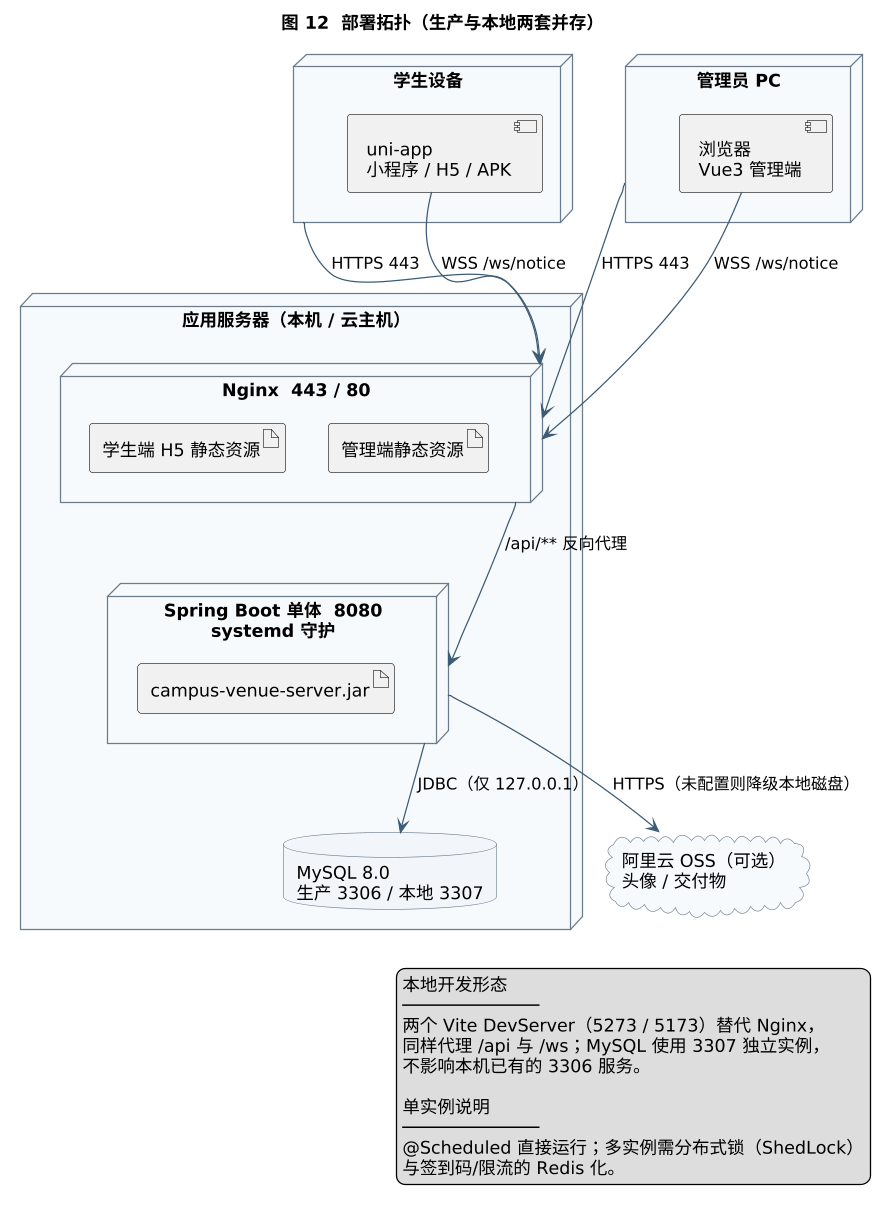 图 12  部署拓扑（生产与本地两套并存）
学生设备
uni-app
小程序 / H5 / APK
管理员 PC
浏览器
Vue3 管理端
HTTPS 443
WSS /ws/notice
HTTPS 443
WSS /ws/notice
应用服务器（本机 / 云主机）
Nginx  443 / 80
学生端 H5 静态资源
管理端静态资源
/api/** 反向代理
Spring Boot 单体  8080
systemd 守护
campus-venue-server.jar
JDBC（仅 127.0.0.1）
HTTPS（未配置则降级本地磁盘）
MySQL 8.0
生产 3306 / 本地 3307
阿里云 OSS（可选）
头像 / 交付物
本地开发形态
两个 Vite DevServer（5273 / 5173）替代 Nginx，
同样代理 /api 与 /ws；MySQL 使用 3307 独立实例，
不影响本机已有的 3306 服务。
单实例说明
@Scheduled 直接运行；多实例需分布式锁（ShedLock）
与签到码/限流的 Redis 化。